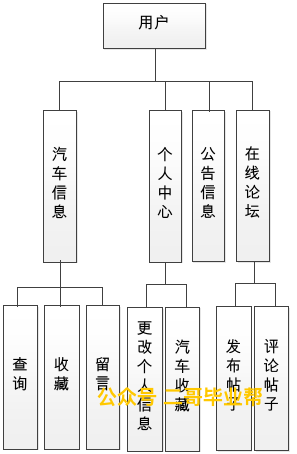 用户
汽车信息
个人中心
公告信息
在线论坛
查询
收藏
留言
更改个人信息
汽车收藏
发布帖子
评论帖子
公众号 二哥毕业帮